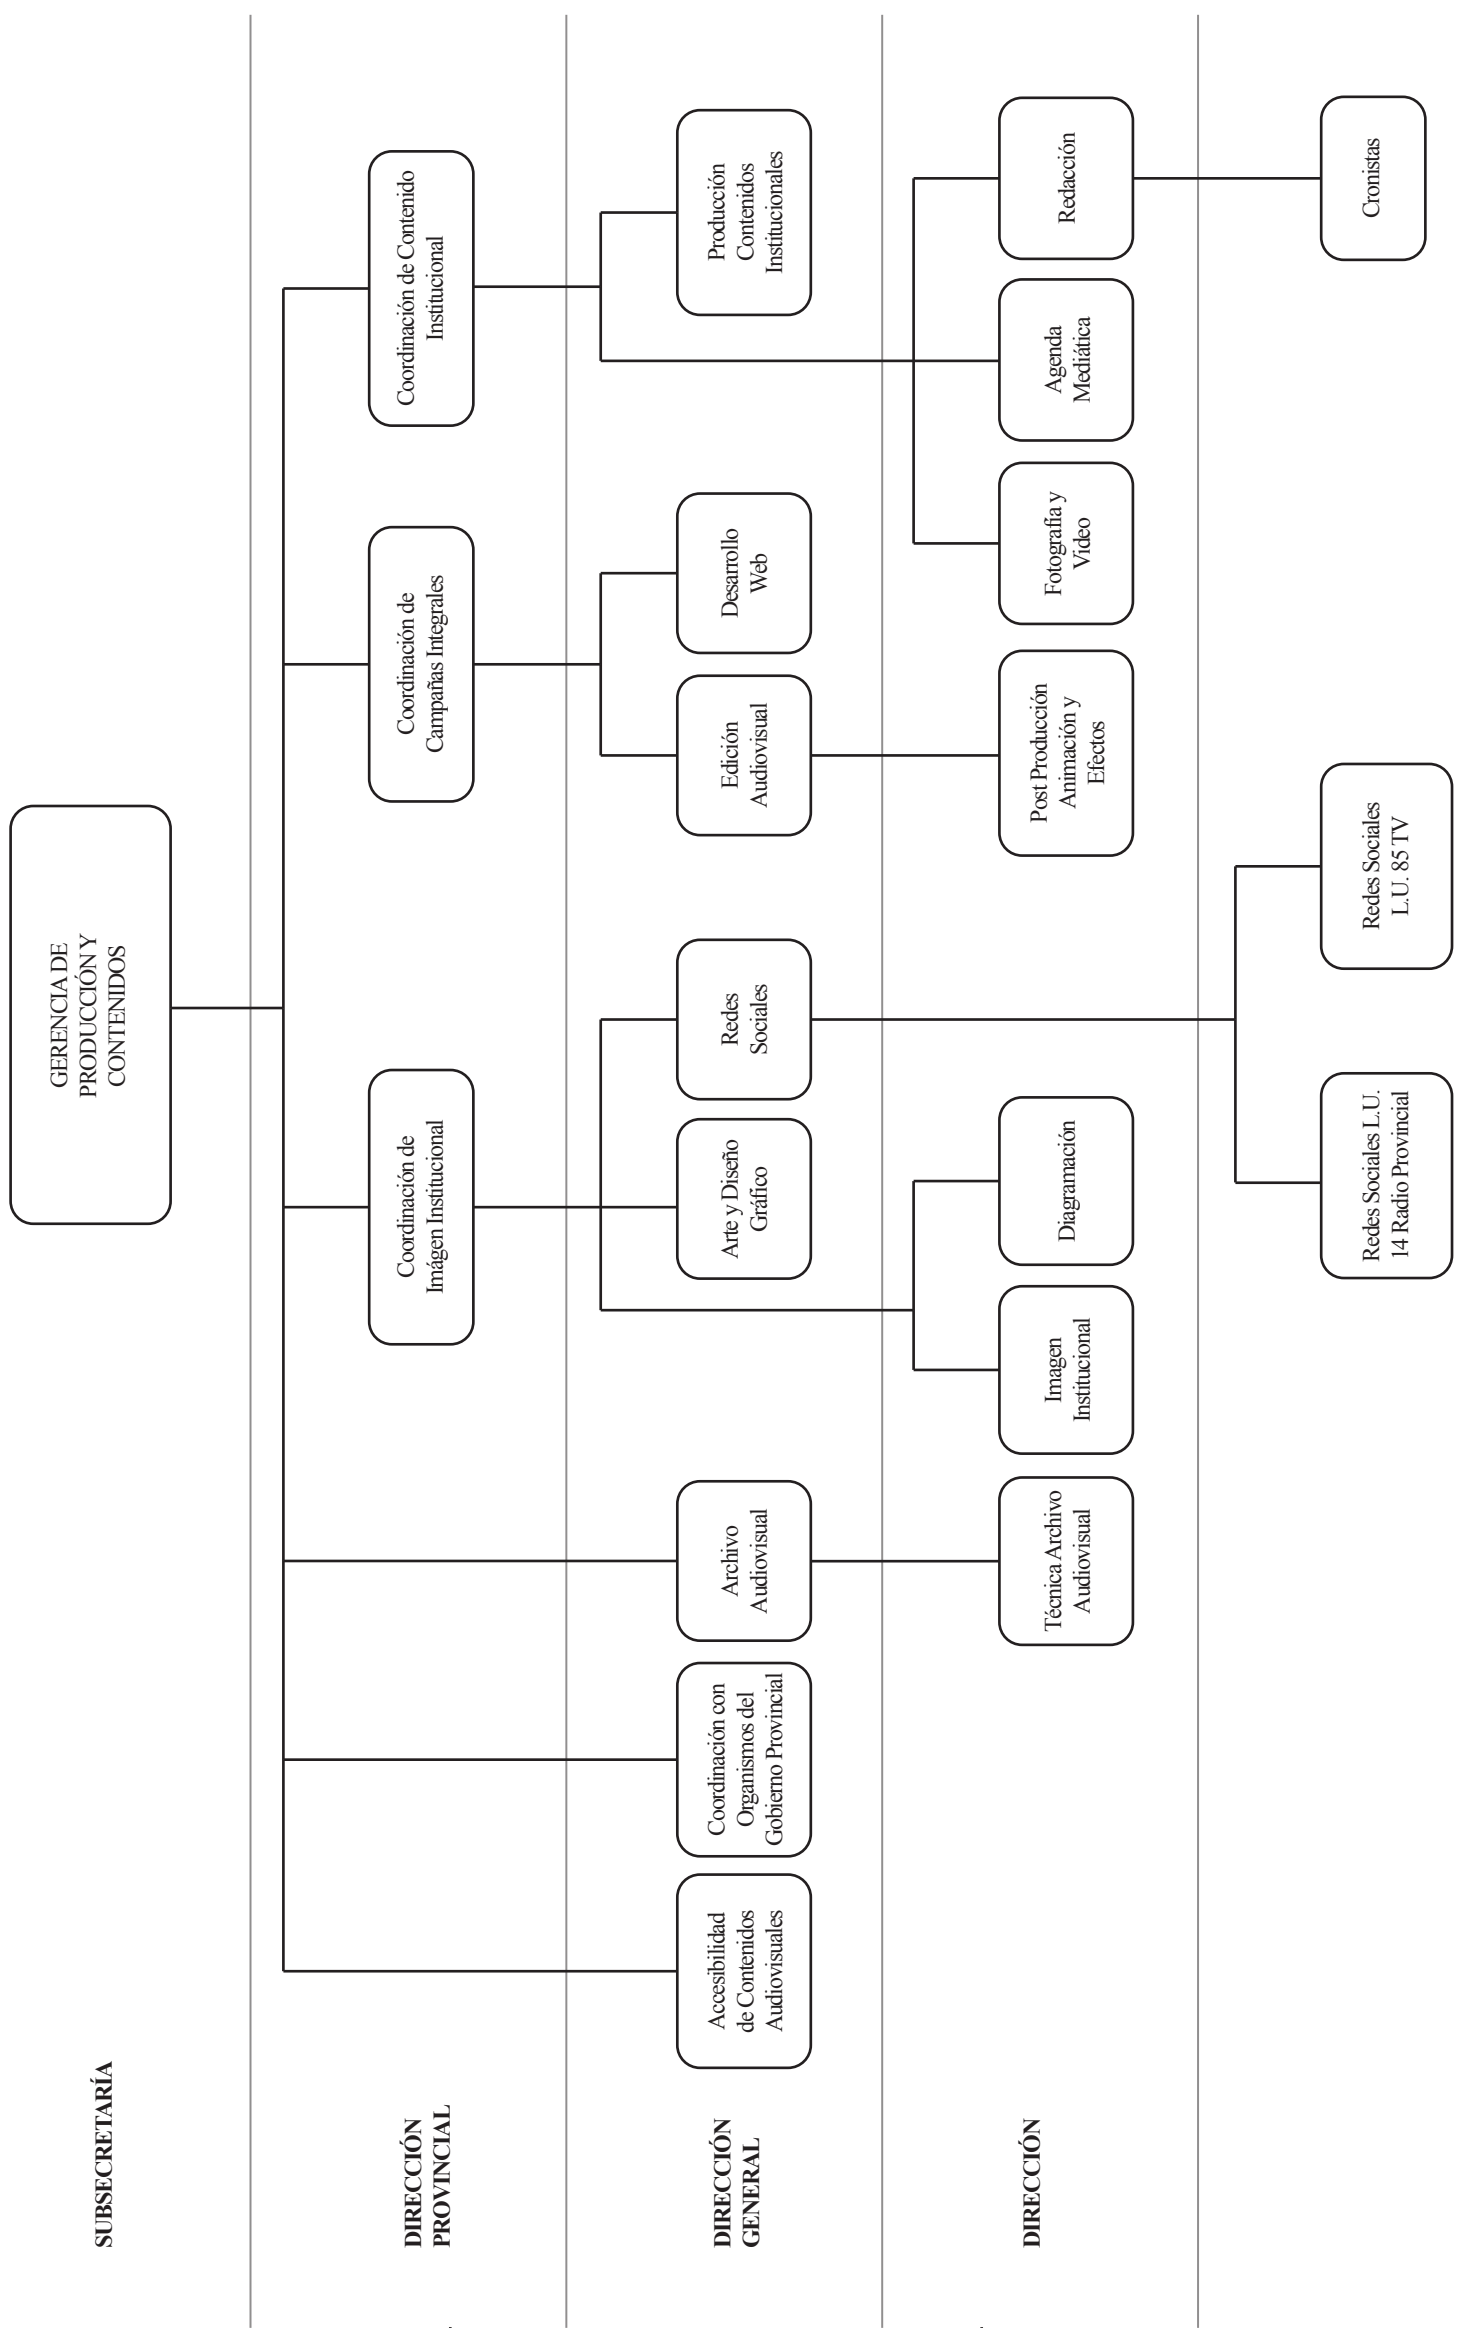 SUBSECRETARÍA
GERENCIA DE
PRODUCCIÓN Y
CONTENIDOS
DIRECCIÓN
PROVINCIAL
Coordinación de
Imágen Institucional
Coordinación de
Campañas Integrales
Coordinación de Contenido
Institucional
DIRECCIÓN
GENERAL
Accesibilidad
de Contenidos
Audiovisuales
Coordinación con
Organismos del
Gobierno Provincial
Archivo
Audiovisual
Arte y Diseño
Gráfico
Redes
Sociales
Edición
Audiovisual
Desarrollo
Web
Producción
Contenidos
Institucionales
DIRECCIÓN
Técnica Archivo
Audiovisual
Imagen
Institucional
Diagramación
Post Producción
Animación y
Efectos
Fotografía y
Video
Agenda
Mediática
Redacción
Redes Sociales L.U.
14 Radio Provincial
Redes Sociales
L.U. 85 TV
Cronistas